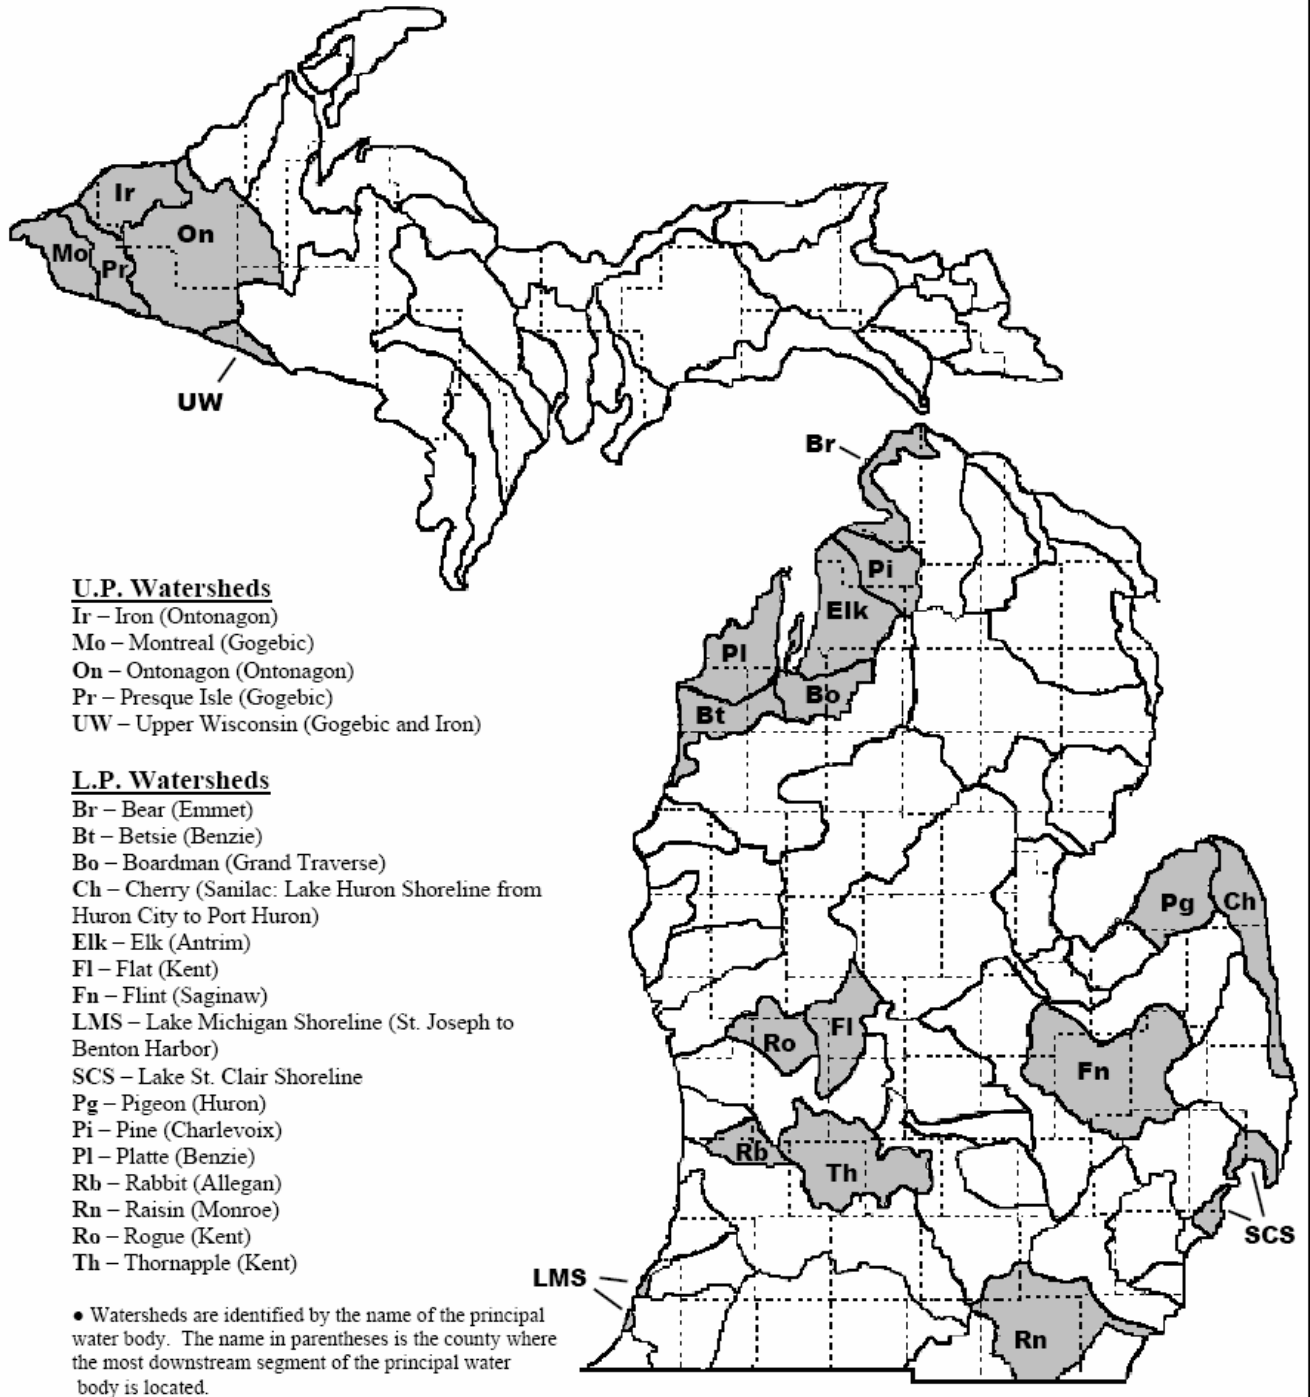 Ir
On
Mo
Pr
UW
Br
Pi
Elk
Pl
Bo
Bt
U.P. Watersheds
Ir – Iron (Ontonagon)
Mo – Montreal (Gogebic)
On – Ontonagon (Ontonagon)
Pr – Presque Isle (Gogebic)
UW – Upper Wisconsin (Gogebic and Iron)
L.P. Watersheds
Br – Bear (Emmet)
Bt – Betsie (Benzie)
Bo – Boardman (Grand Traverse)
Ch – Cherry (Sanilac: Lake Huron Shoreline from
Huron City to Port Huron)
Elk – Elk (Antrim)
Fl – Flat (Kent)
Fn – Flint (Saginaw)
LMS – Lake Michigan Shoreline (St. Joseph to
Benton Harbor)
SCS – Lake St. Clair Shoreline
Pg – Pigeon (Huron)
Pi – Pine (Charlevoix)
Pl – Platte (Benzie)
Rb – Rabbit (Allegan)
Rn – Raisin (Monroe)
Ro – Rogue (Kent)
Th – Thornapple (Kent)
Pg
Ch
Fl
Ro
Fn
Rb
Th
SCS
LMS
Rn
● Watersheds are identified by the name of the principal
water body. The name in parentheses is the county where
the most downstream segment of the principal water
body is located.